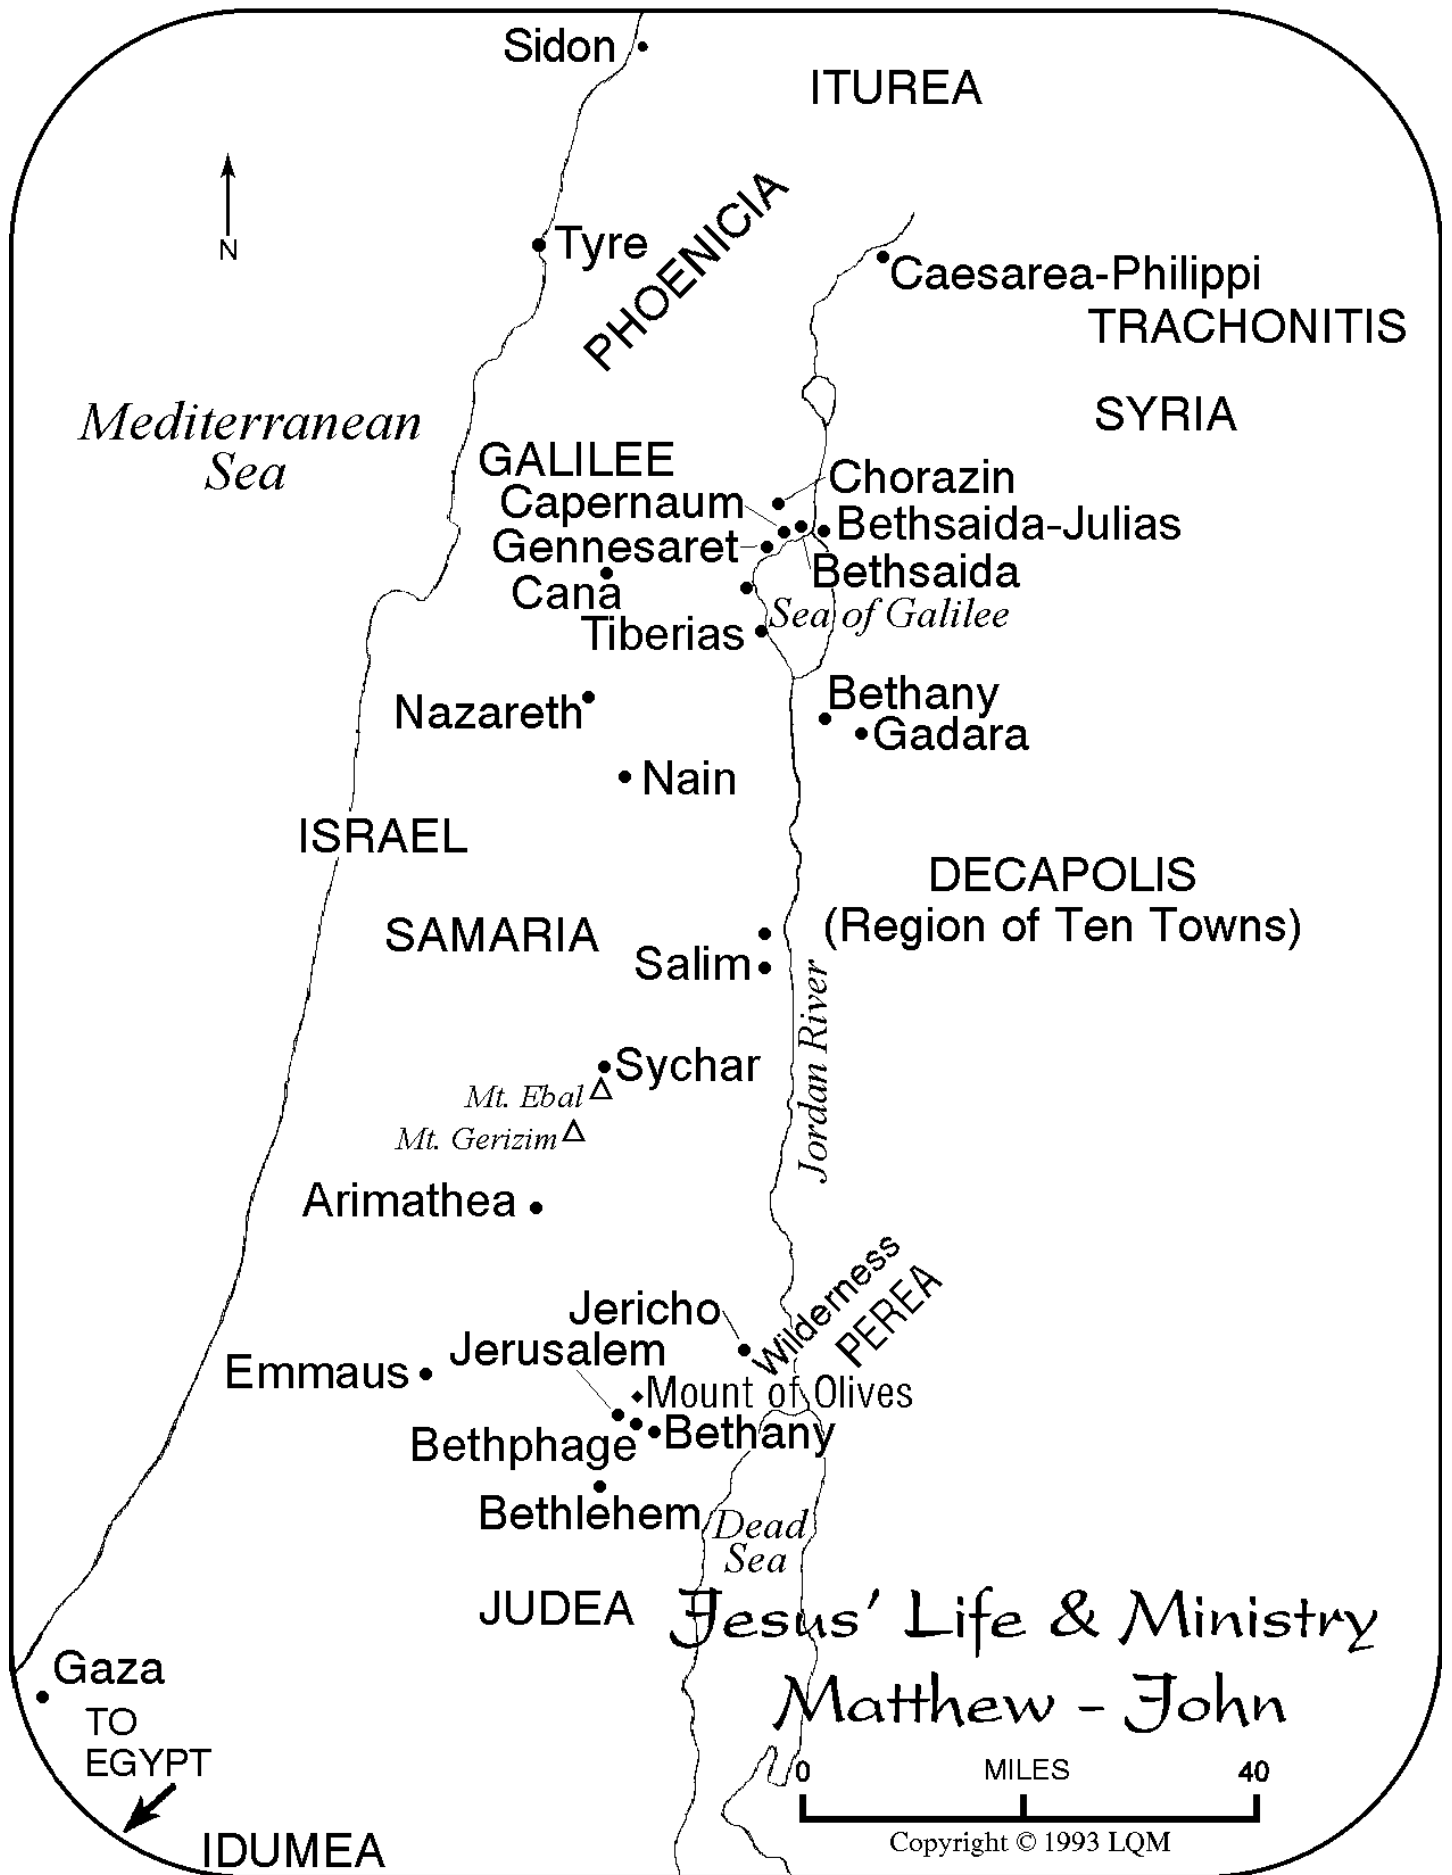 Sidon
ITUREA
N
Tyre
PHOENICIA
Caesarea-Philippi
TRACHONITIS
Mediterranean
Sea
SYRIA
GALILEE
Chorazin
Capernaum
Bethsaida-Julias
Gennesaret
Bethsaida
Cana
Sea of Galilee
Tiberias
Bethany
Nazareth
Gadara
Nain
ISRAEL
DECAPOLIS
(Region of Ten Towns)
SAMARIA
Salim
Jordan River
Sychar
Mt. Ebal
Mt. Gerizim
Arimathea
Wilderness
PEREA
Jericho
Jerusalem
Emmaus
Mount of Olives
Bethphage
Bethany
Bethlehem
Dead
Sea
JUDEA
Jesus' Life & Ministry
Matthew - John
Gaza
TO
EGYPT
0 MILES 40
Copyright © 1993 LQM
IDUMEA